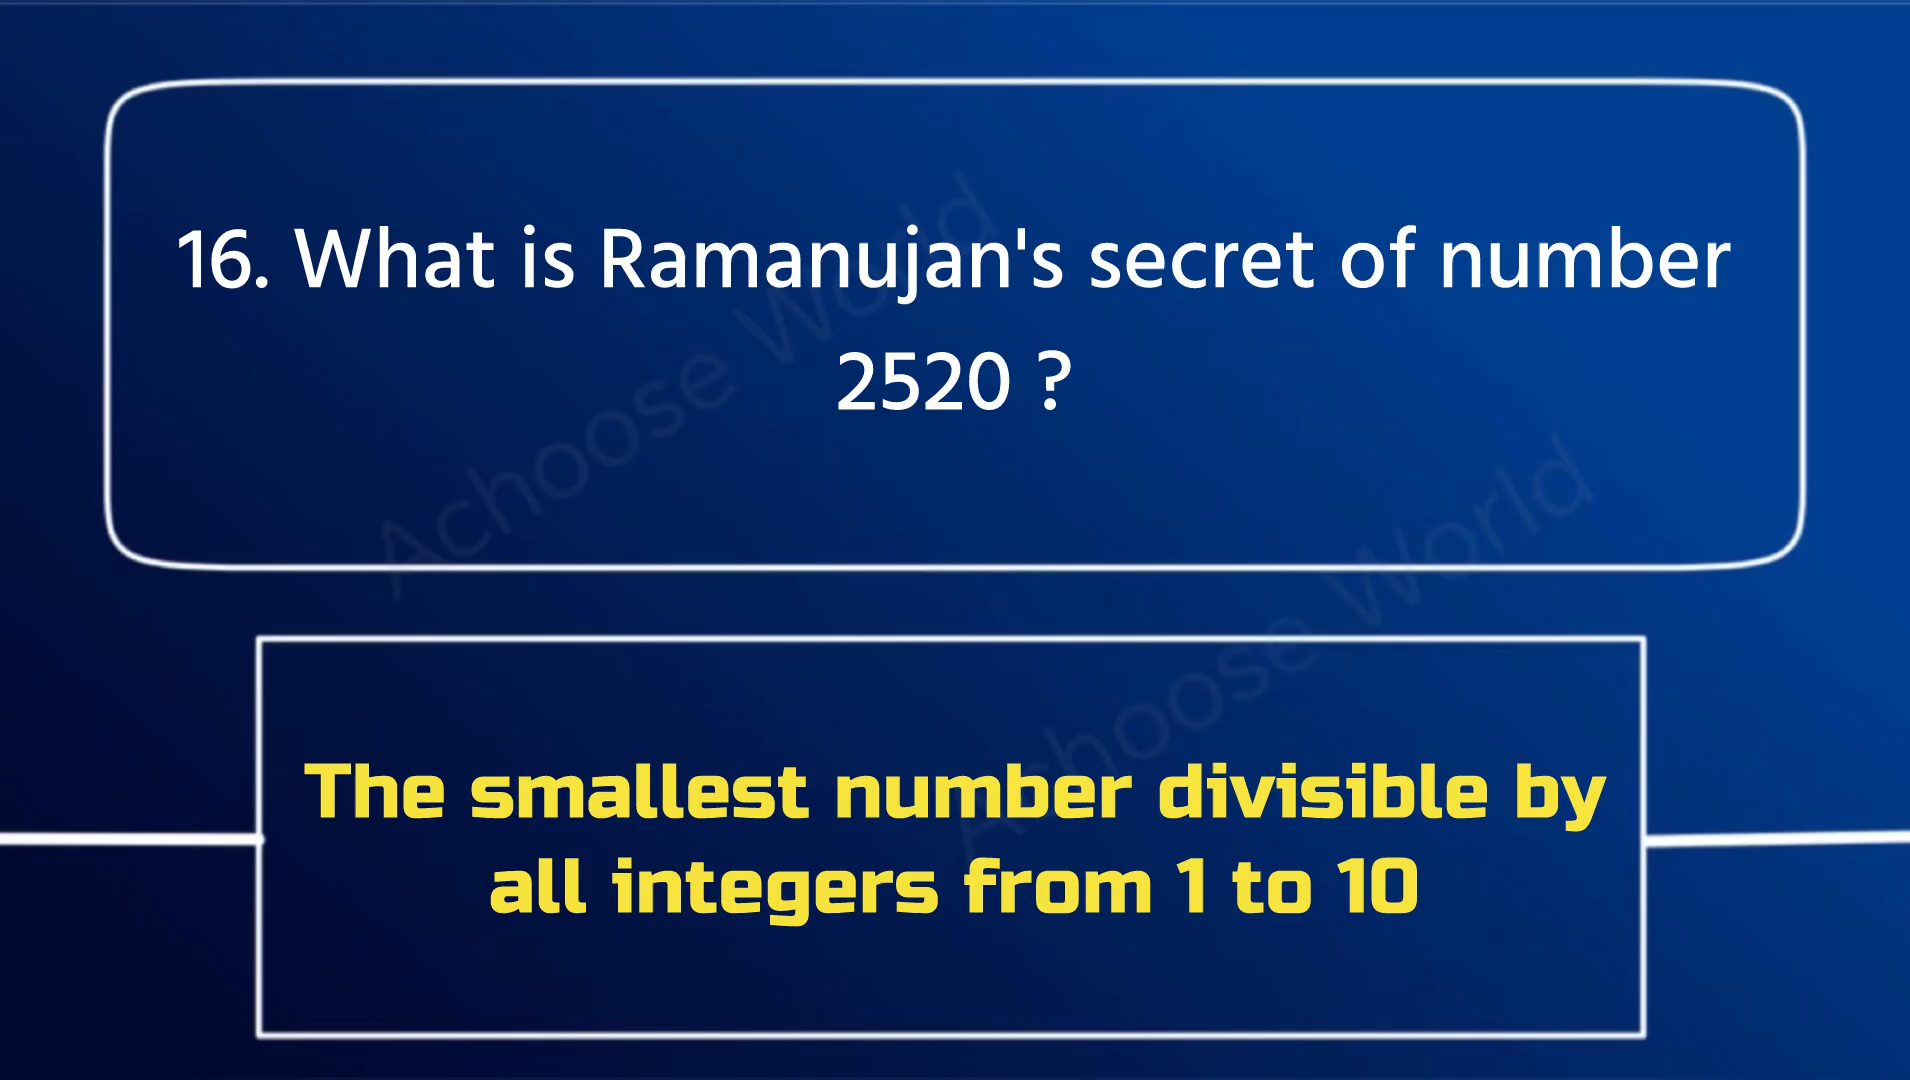 16. What is Ramanujan's secret of number
2520 ?
Achoose World
Achoose World
The smallest number divisible by
all integers from 1 to 10